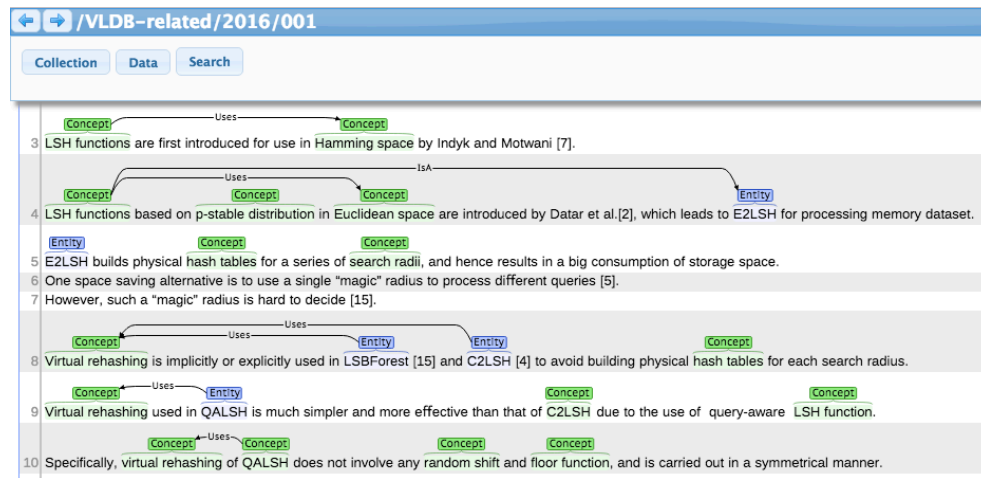 /VLDB-related/2016/001
Collection Data Search
Concept Uses Concept
3 LSH functions are first introduced for use in Hamming space by Indyk and Motwani [7].
IsA
Uses
Concept Concept Concept Entity
4 LSH functions based on p-stable distribution in Euclidean space are introduced by Datar et al.[2], which leads to E2LSH for processing memory dataset.
Entity Concept Concept
5 E2LSH builds physical hash tables for a series of search radii, and hence results in a big consumption of storage space.
6 One space saving alternative is to use a single “magic” radius to process different queries [5].
7 However, such a “magic” radius is hard to decide [15].
Uses
Uses
Concept Entity Entity Concept
8 Virtual rehashing is implicitly or explicitly used in LSBForest [15] and C2LSH [4] to avoid building physical hash tables for each search radius.
Concept Uses Entity Concept Concept
9 Virtual rehashing used in QALSH is much simpler and more effective than that of C2LSH due to the use of query-aware LSH function.
Concept Uses Concept Concept Concept
10 Specifically, virtual rehashing of QALSH does not involve any random shift and floor function, and is carried out in a symmetrical manner.